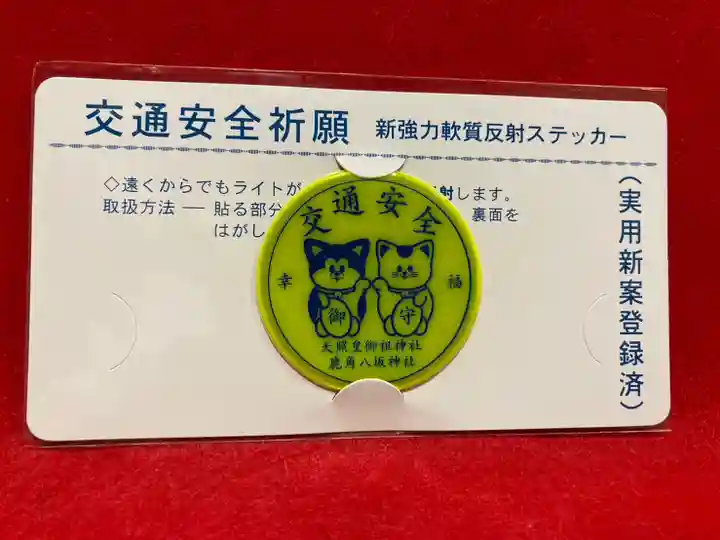 交通安全祈願 新強力軟質反射ステッカー
◇遠くからでもライトが 射します。
取扱方法 ― 貼る部分 裏面を
はがし
(実用新案登録済)
交通安全
幸 福
御 守
天照皇御祖神社
鹿角八坂神社